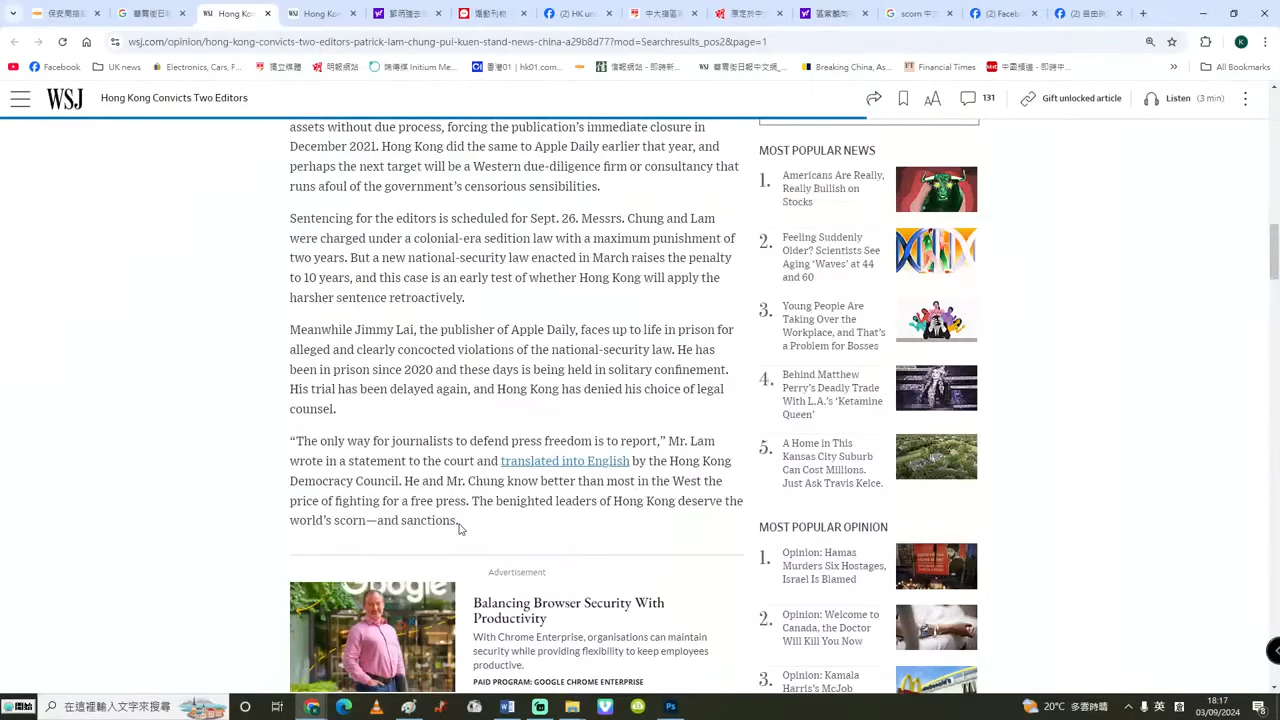 wsj.com/opinion/hong-kong-convicts-patrick-lam-chung-pui-kuen-stand-news-china-a29b8d77?mod=Searchresults_pos2&page=1
Facebook
UK news
Electronics, Cars, F...
獨立媒體
明報網站
端傳媒 Initium Me...
香港01 | hk01.com...
信報網站 - 即時新...
華爾街日報中文網_...
Breaking China, As...
Financial Times
中國頻道 - 即時中...
All Bookmarks
WSJ
Hong Kong Convicts Two Editors
131
Gift unlocked article
Listen (3 min)
assets without due process, forcing the publication's immediate closure in
December 2021. Hong Kong did the same to Apple Daily earlier that year, and
perhaps the next target will be a Western due-diligence firm or consultancy that
runs afoul of the government's censorious sensibilities.
Sentencing for the editors is scheduled for Sept. 26. Messrs. Chung and Lam
were charged under a colonial-era sedition law with a maximum punishment of
two years. But a new national-security law enacted in March raises the penalty
to 10 years, and this case is an early test of whether Hong Kong will apply the
harsher sentence retroactively.
Meanwhile Jimmy Lai, the publisher of Apple Daily, faces up to life in prison for
alleged and clearly concocted violations of the national-security law. He has
been in prison since 2020 and these days is being held in solitary confinement.
His trial has been delayed again, and Hong Kong has denied his choice of legal
counsel.
“The only way for journalists to defend press freedom is to report,” Mr. Lam
wrote in a statement to the court and translated into English by the Hong Kong
Democracy Council. He and Mr. Chung know better than most in the West the
price of fighting for a free press. The benighted leaders of Hong Kong deserve the
world's scorn—and sanctions.
Advertisement
Google
Balancing Browser Security With
Productivity
With Chrome Enterprise, organisations can maintain
security while providing flexibility to keep employees
productive.
PAID PROGRAM: GOOGLE CHROME ENTERPRISE
MOST POPULAR NEWS
1.
Americans Are Really,
Really Bullish on
Stocks
2.
Feeling Suddenly
Older? Scientists See
Aging ‘Waves’ at 44
and 60
3.
Young People Are
Taking Over the
Workplace, and That’s
a Problem for Bosses
4.
Behind Matthew
Perry’s Deadly Trade
With L.A.’s ‘Ketamine
Queen’
5.
A Home in This
Kansas City Suburb
Can Cost Millions.
Just Ask Travis Kelce.
MOST POPULAR OPINION
1.
Opinion: Hamas
Murders Six Hostages,
Israel Is Blamed
2.
Opinion: Welcome to
Canada, the Doctor
Will Kill You Now
3.
Opinion: Kamala
Harris’s McJob
開始
在這裡輸入文字來搜尋
20°C 多雲時晴
英
18:17
03/09/2024